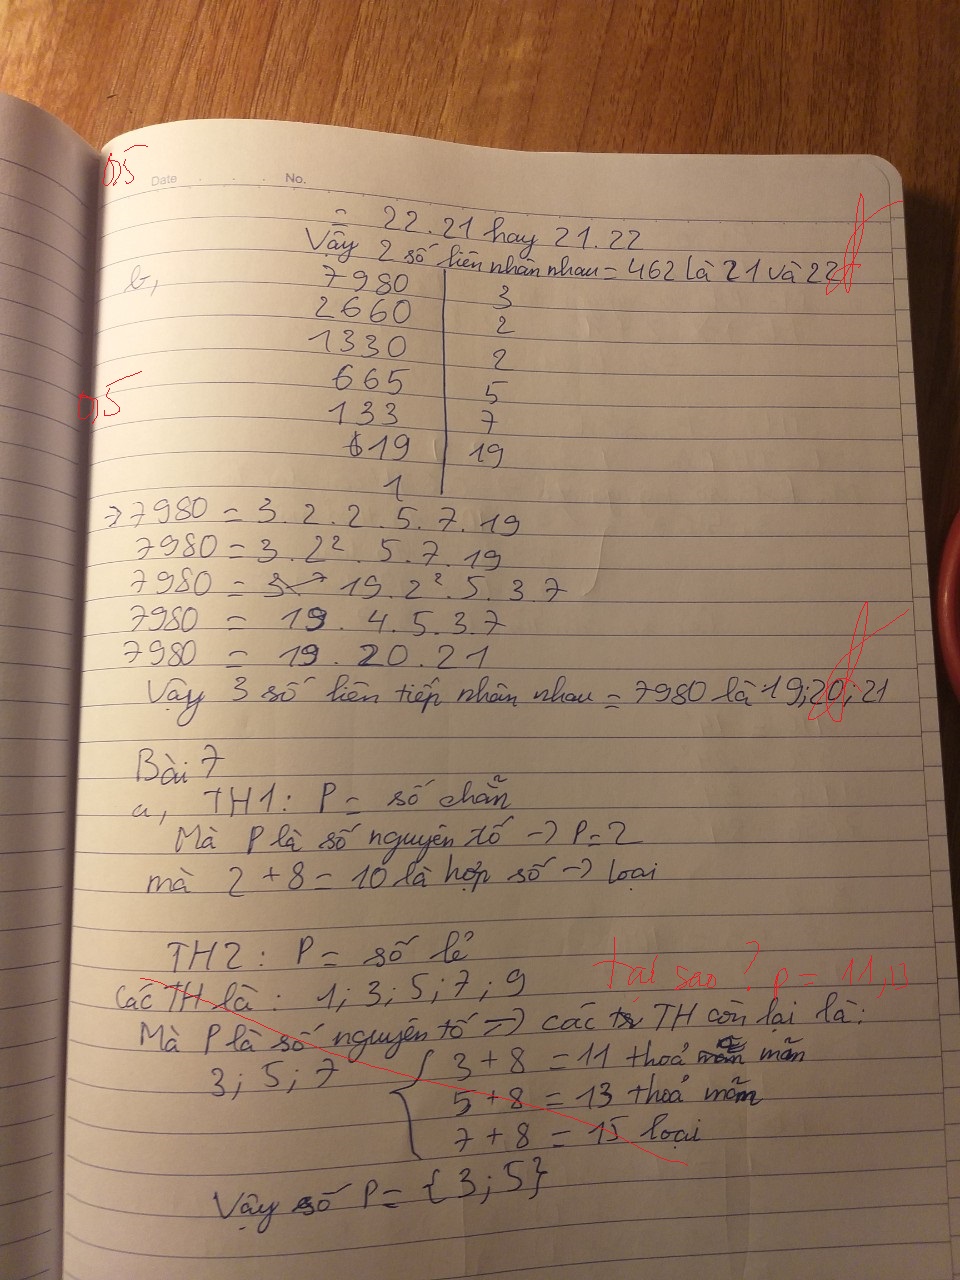 0,5
Date No.
= 22.21 hay 21.22
Vậy 2 số liên nhân nhau = 462 là 21 và 22
b,
7980 3
2660 2
1330 2
665 5
0,5
133 7
19 19
1
→ 7980 = 3.2.2.5.7.19
7980 = 3.2².5.7.19
7980 = 19.2².5.3.7
7980 = 19.4.5.3.7
7980 = 19.20.21
Vậy 3 số liên tiếp nhân nhau = 7980 là 19;20;21
Bài 7
a, TH1: P = số chẵn
Mà P là số nguyên tố → P=2
mà 2+8=10 là hợp số → loại
TH2: P = số lẻ
tại sao? p = 11,13
Các TH là: 1;3;5;7;9
Mà P là số nguyên tố => các TH còn lại là:
3;5;7
3+8=11 thoả mãn
5+8=13 thoả mãn
7+8=15 loại
Vậy số P = {3;5}